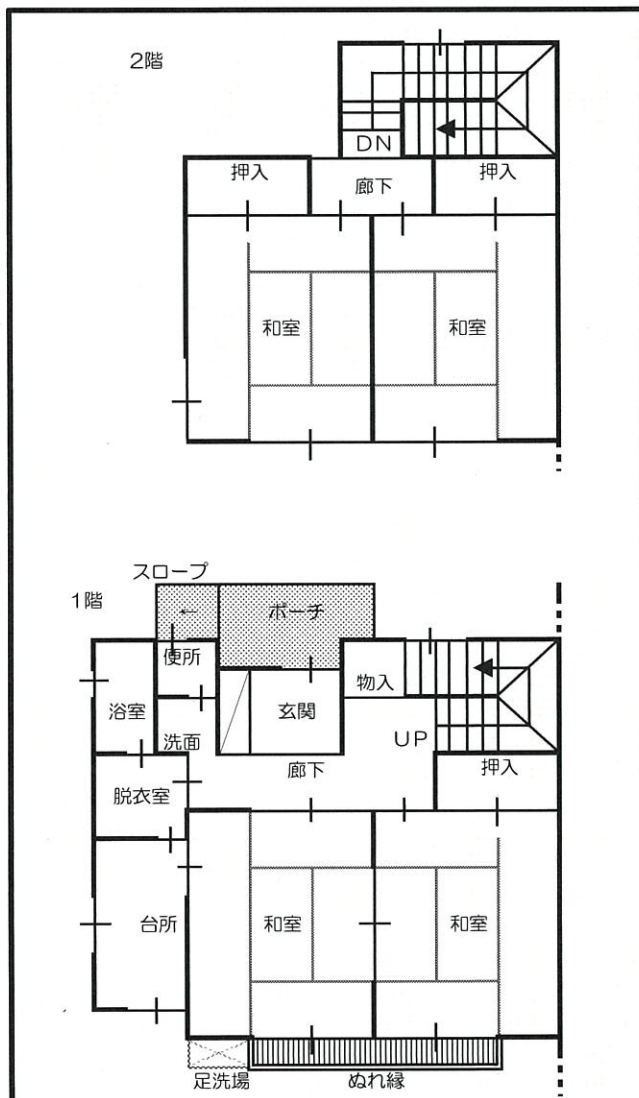 2階
DN
押入
廊下
押入
和室
和室
スロープ
1階
←
ポーチ
便所
物入
浴室
玄関
洗面
UP
廊下
押入
脱衣室
台所
和室
和室
足洗場
ぬれ縁